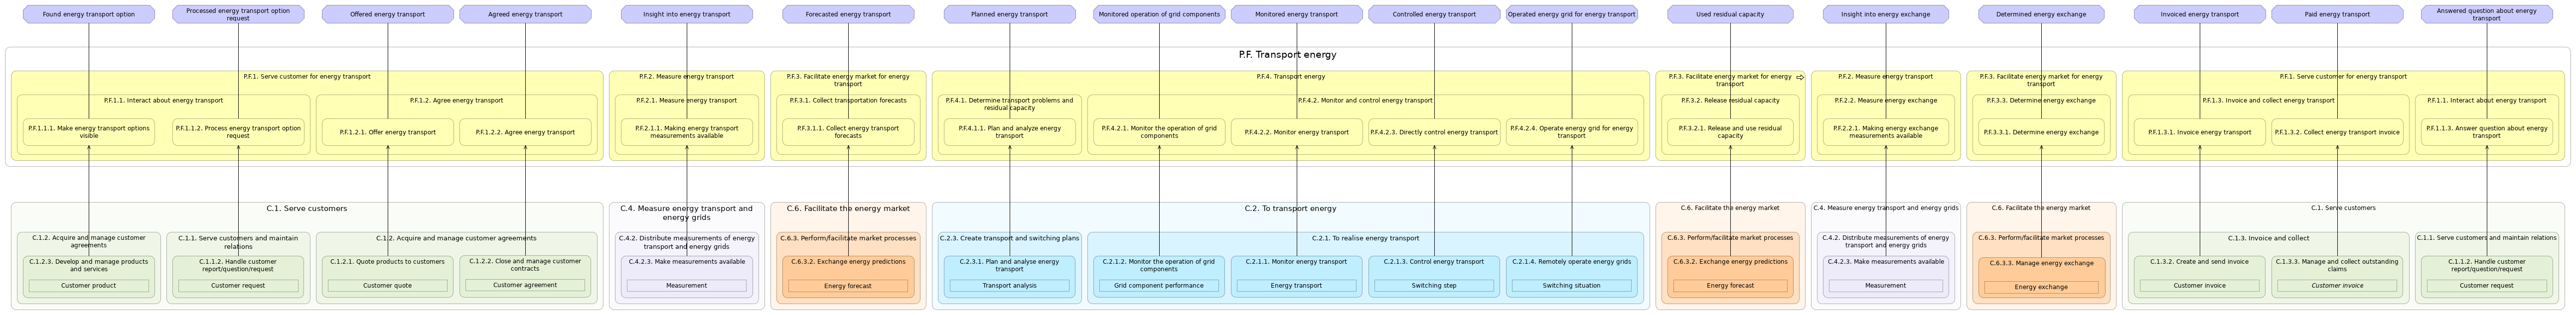 Found energy transport option
Processed energy transport option
request
Offered energy transport
Agreed energy transport
Insight into energy transport
Forecasted energy transport
Planned energy transport
Monitored operation of grid components
Monitored energy transport
Controlled energy transport
Operated energy grid for energy transport
Used residual capacity
Insight into energy exchange
Determined energy exchange
Invoiced energy transport
Paid energy transport
Answered question about energy
transport
P.F. Transport energy
P.F.1. Serve customer for energy transport
P.F.2. Measure energy transport
P.F.3. Facilitate energy market for energy
transport
P.F.4. Transport energy
P.F.3. Facilitate energy market for energy
transport
P.F.2. Measure energy transport
P.F.3. Facilitate energy market for energy
transport
P.F.1. Serve customer for energy transport
P.F.1.1. Interact about energy transport
P.F.1.2. Agree energy transport
P.F.2.1. Measure energy transport
P.F.3.1. Collect transportation forecasts
P.F.4.1. Determine transport problems and
residual capacity
P.F.4.2. Monitor and control energy transport
P.F.3.2. Release residual capacity
P.F.2.2. Measure energy exchange
P.F.3.3. Determine energy exchange
P.F.1.3. Invoice and collect energy transport
P.F.1.1. Interact about energy transport
P.F.1.1.1. Make energy transport options
visible
P.F.1.1.2. Process energy transport option
request
P.F.1.2.1. Offer energy transport
P.F.1.2.2. Agree energy transport
P.F.2.1.1. Making energy transport
measurements available
P.F.3.1.1. Collect energy transport
forecasts
P.F.4.1.1. Plan and analyze energy
transport
P.F.4.2.1. Monitor the operation of grid
components
P.F.4.2.2. Monitor energy transport
P.F.4.2.3. Directly control energy transport
P.F.4.2.4. Operate energy grid for energy
transport
P.F.3.2.1. Release and use residual
capacity
P.F.2.2.1. Making energy exchange
measurements available
P.F.3.3.1. Determine energy exchange
P.F.1.3.1. Invoice energy transport
P.F.1.3.2. Collect energy transport invoice
P.F.1.1.3. Answer question about energy
transport
C.1. Serve customers
C.4. Measure energy transport and
energy grids
C.6. Facilitate the energy market
C.2. To transport energy
C.6. Facilitate the energy market
C.4. Measure energy transport and energy grids
C.6. Facilitate the energy market
C.1. Serve customers
C.1.2. Acquire and manage customer
agreements
C.1.1. Serve customers and maintain
relations
C.1.2. Acquire and manage customer agreements
C.4.2. Distribute measurements of energy
transport and energy grids
C.6.3. Perform/facilitate market processes
C.2.3. Create transport and switching plans
C.2.1. To realise energy transport
C.6.3. Perform/facilitate market processes
C.4.2. Distribute measurements of energy
transport and energy grids
C.6.3. Perform/facilitate market processes
C.1.3. Invoice and collect
C.1.1. Serve customers and maintain relations
C.1.2.3. Develop and manage products
and services
Customer product
C.1.1.2. Handle customer
report/question/request
Customer request
C.1.2.1. Quote products to customers
Customer quote
C.1.2.2. Close and manage customer
contracts
Customer agreement
C.4.2.3. Make measurements available
Measurement
C.6.3.2. Exchange energy predictions
Energy forecast
C.2.3.1. Plan and analyse energy
transport
Transport analysis
C.2.1.2. Monitor the operation of grid
components
Grid component performance
C.2.1.1. Monitor energy transport
Energy transport
C.2.1.3. Control energy transport
Switching step
C.2.1.4. Remotely operate energy grids
Switching situation
C.6.3.2. Exchange energy predictions
Energy forecast
C.4.2.3. Make measurements available
Measurement
C.6.3.3. Manage energy exchange
Energy exchange
C.1.3.2. Create and send invoice
Customer invoice
C.1.3.3. Manage and collect outstanding
claims
Customer invoice
C.1.1.2. Handle customer
report/question/request
Customer request